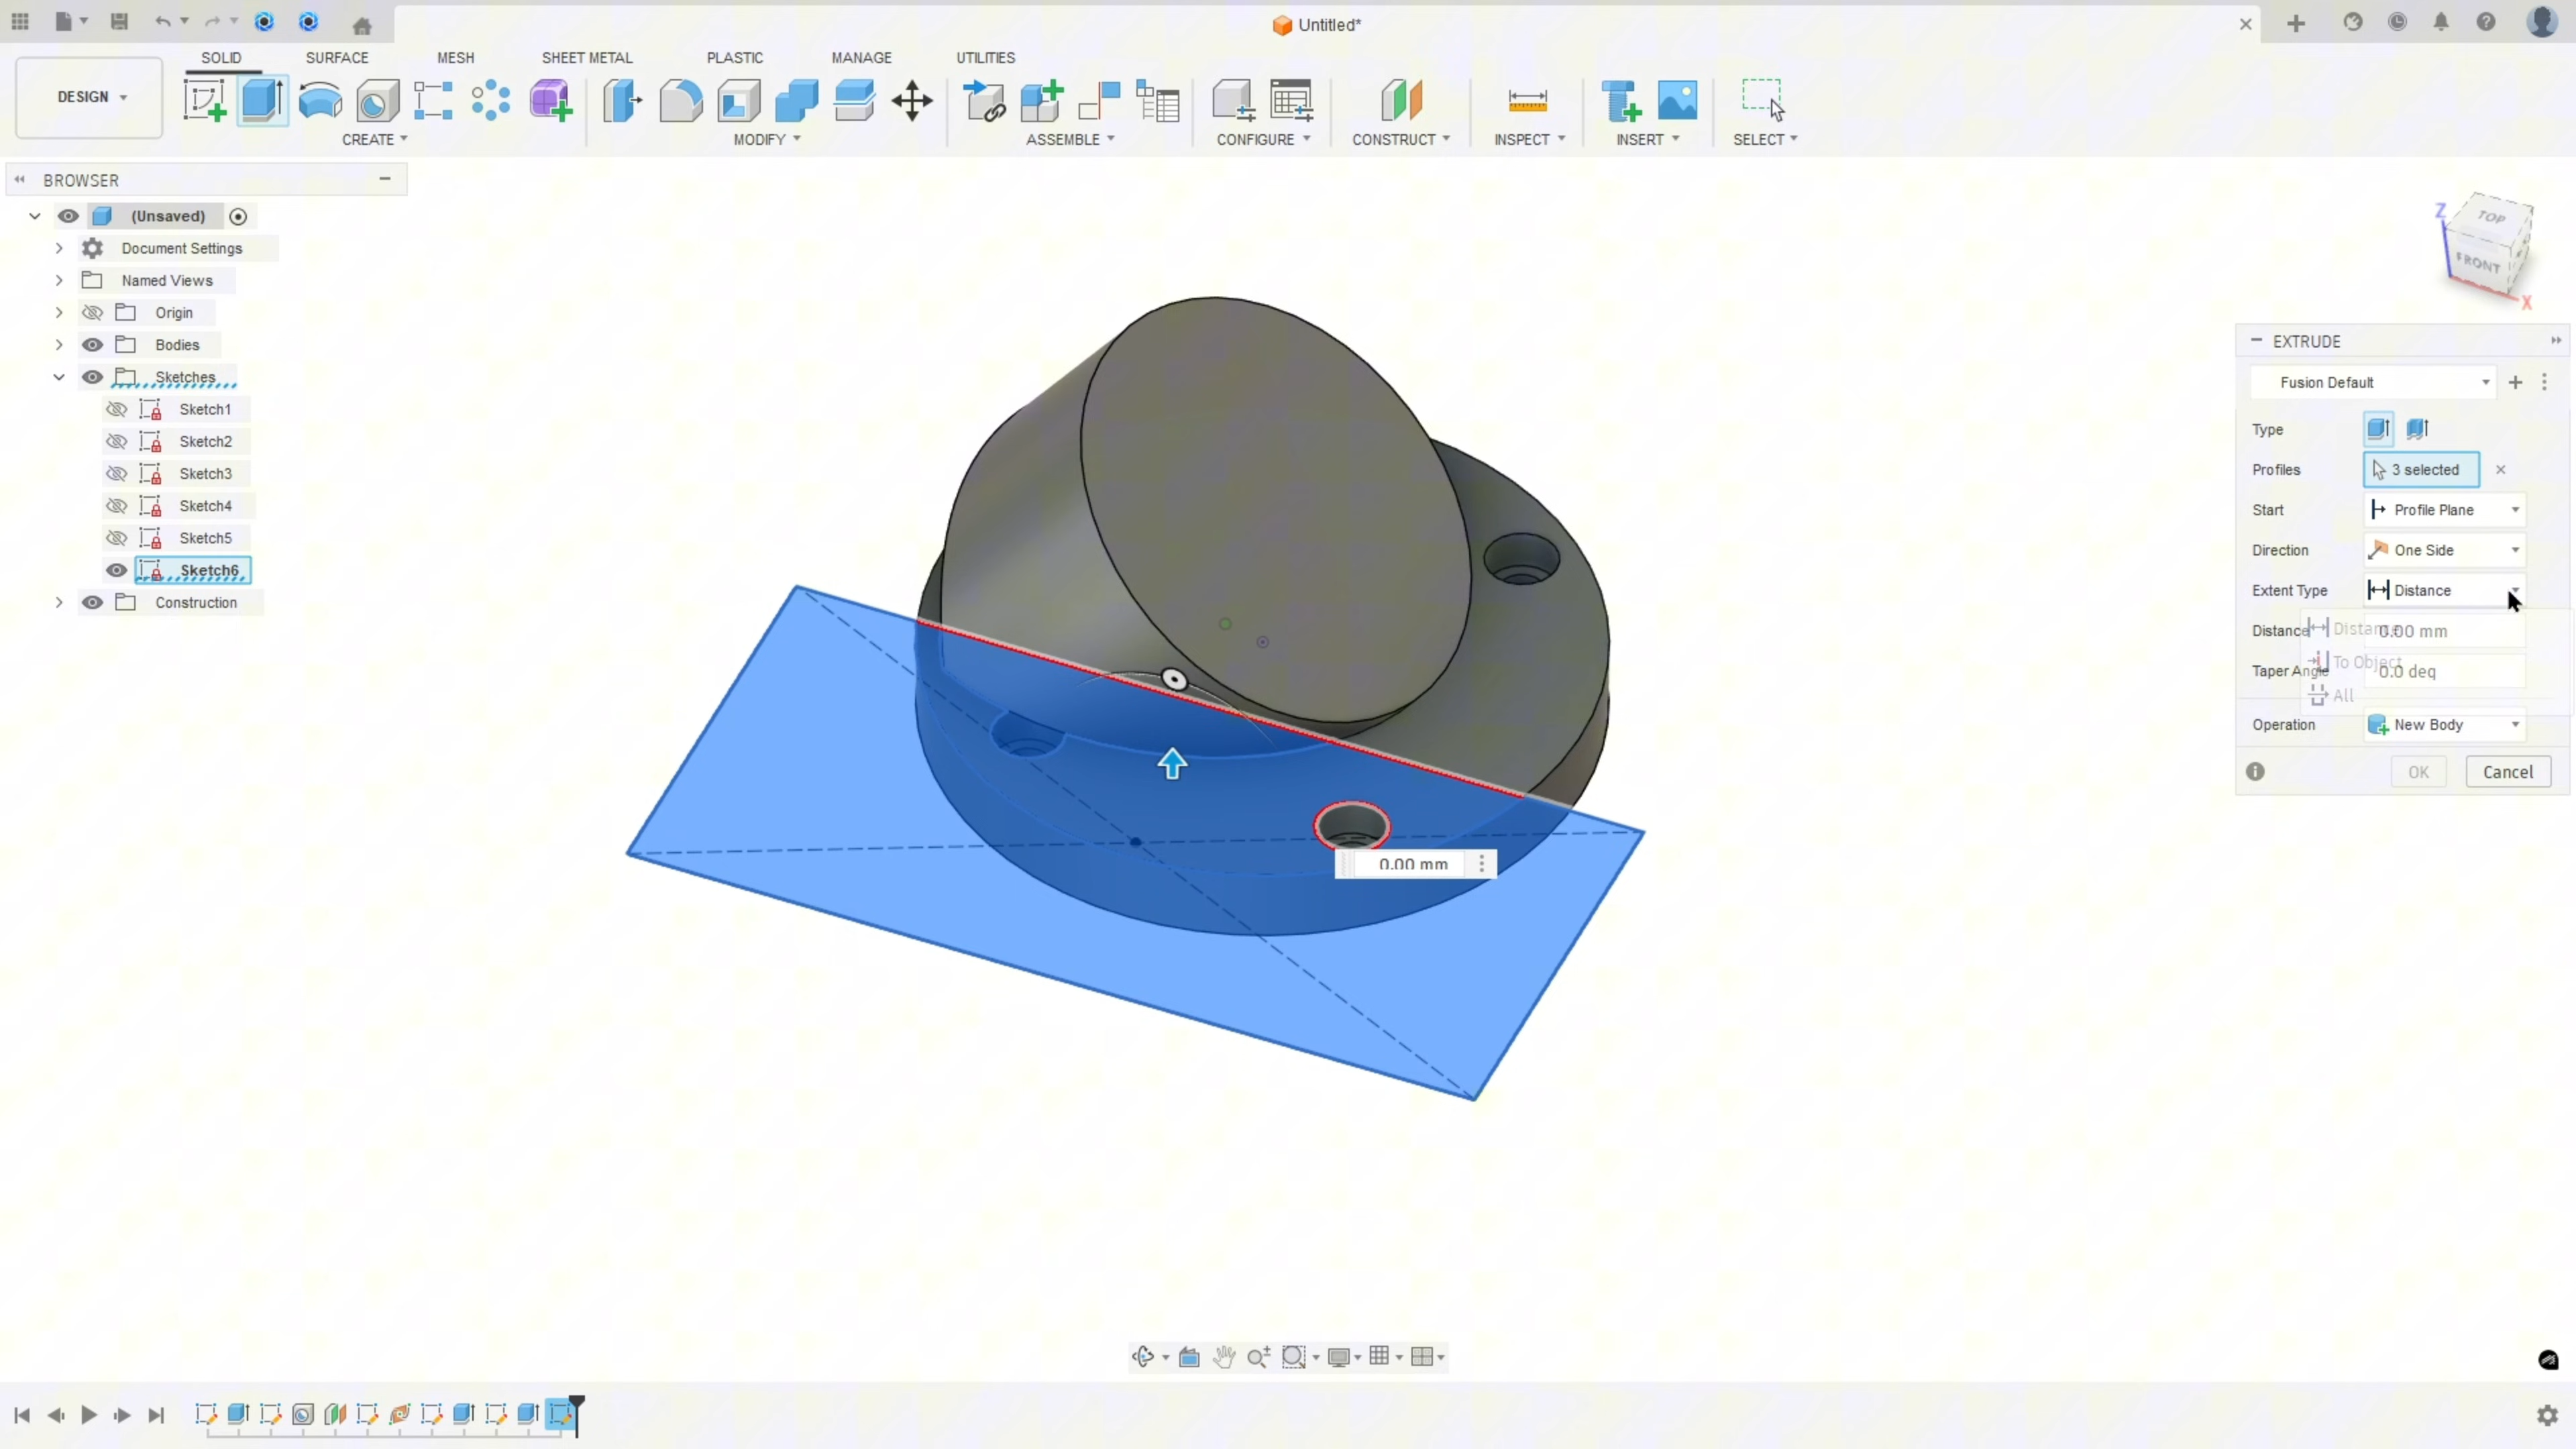 Untitled*
SOLID SURFACE MESH SHEET METAL PLASTIC MANAGE UTILITIES
DESIGN
CREATE MODIFY ASSEMBLE CONFIGURE CONSTRUCT INSPECT INSERT SELECT
BROWSER
(Unsaved)
Document Settings
Named Views
Origin
Bodies
Sketches
Sketch1
Sketch2
Sketch3
Sketch4
Sketch5
Sketch6
Construction
Z
TOP
FRONT
X
EXTRUDE
Fusion Default
Type
Profiles 3 selected
Start Profile Plane
Direction One Side
Extent Type Distance
Distance 0.00 mm
Distance
Taper Angle 0.0 deg
To Object
All
Operation New Body
OK Cancel
0.00 mm